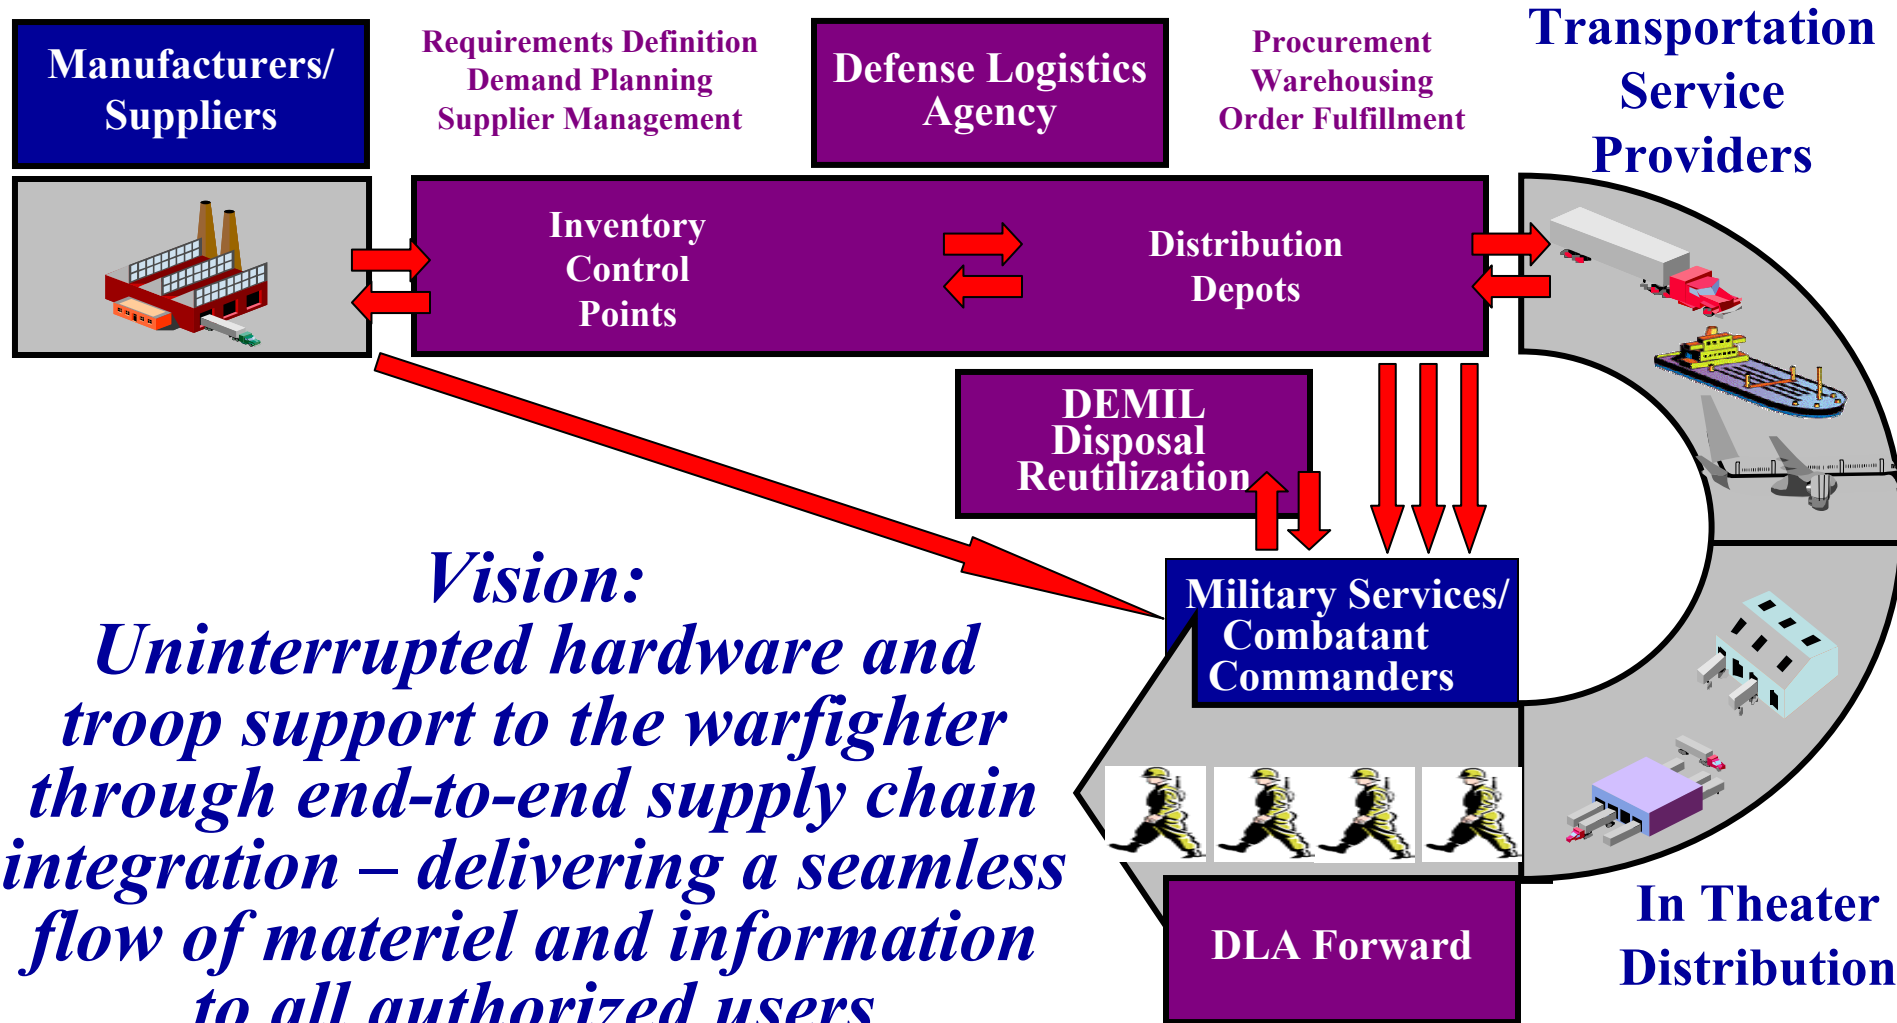 Manufacturers/
Suppliers
Requirements Definition
Demand Planning
Supplier Management
Defense Logistics
Agency
Procurement
Warehousing
Order Fulfillment
Transportation
Service
Providers
Inventory
Control
Points
Distribution
Depots
DEMIL
Disposal
Reutilization
Military Services/
Combatant
Commanders
Vision:
Uninterrupted hardware and
troop support to the warfighter
through end-to-end supply chain
integration – delivering a seamless
flow of materiel and information
to all authorized users
DLA Forward
In Theater
Distribution